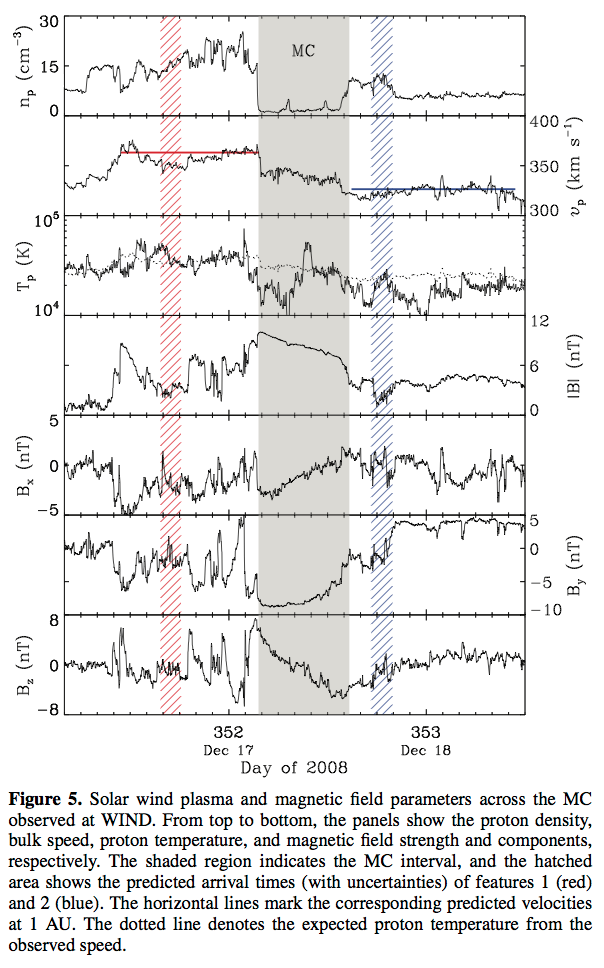 n_p (cm^-3)
30
15
0
MC
400
350
300
v_p (km s^-1)
10^5
10^4
T_p (K)
12
6
0
|B| (nT)
5
0
-5
B_x (nT)
5
0
-5
-10
B_y (nT)
8
0
-8
B_z (nT)
352
353
Dec 17
Dec 18
Day of 2008
Figure 5. Solar wind plasma and magnetic field parameters across the MC
observed at WIND. From top to bottom, the panels show the proton density,
bulk speed, proton temperature, and magnetic field strength and components,
respectively. The shaded region indicates the MC interval, and the hatched
area shows the predicted arrival times (with uncertainties) of features 1 (red)
and 2 (blue). The horizontal lines mark the corresponding predicted velocities
at 1 AU. The dotted line denotes the expected proton temperature from the
observed speed.